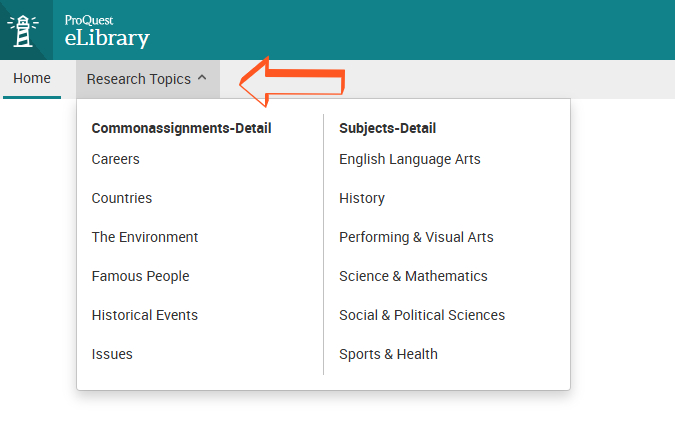 ProQuest
eLibrary
Home
Research Topics
Commonassignments-Detail
Careers
Countries
The Environment
Famous People
Historical Events
Issues
Subjects-Detail
English Language Arts
History
Performing & Visual Arts
Science & Mathematics
Social & Political Sciences
Sports & Health